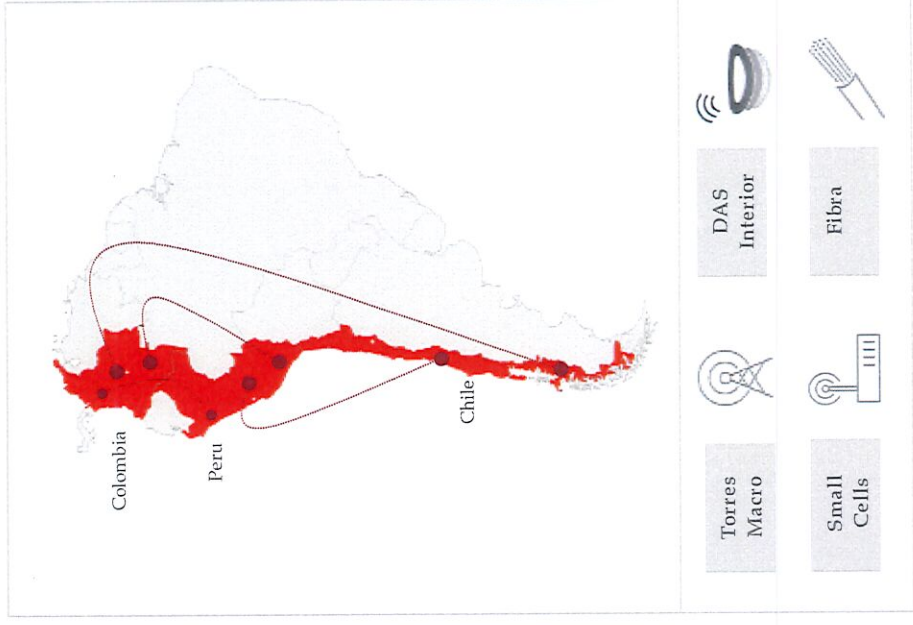 Colombia
Peru
Chile
Torres
Macro
DAS
Interior
Small
Cells
Fibra